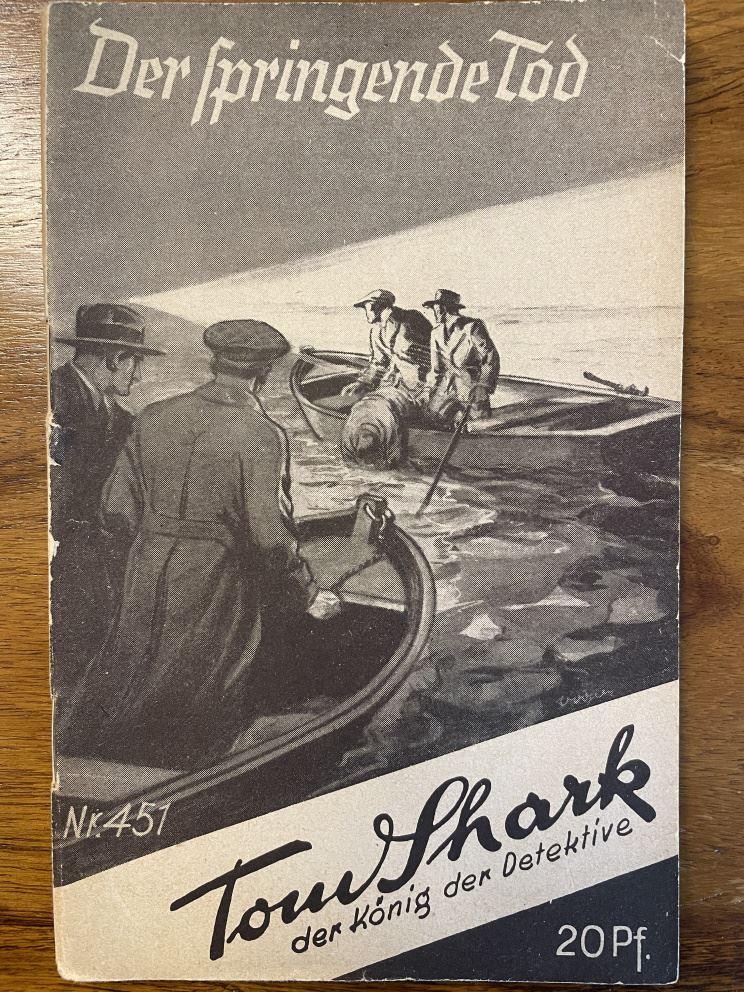 Der springende Tod
Nr. 451
Tom Shark
der König der Detektive
20 Pf.